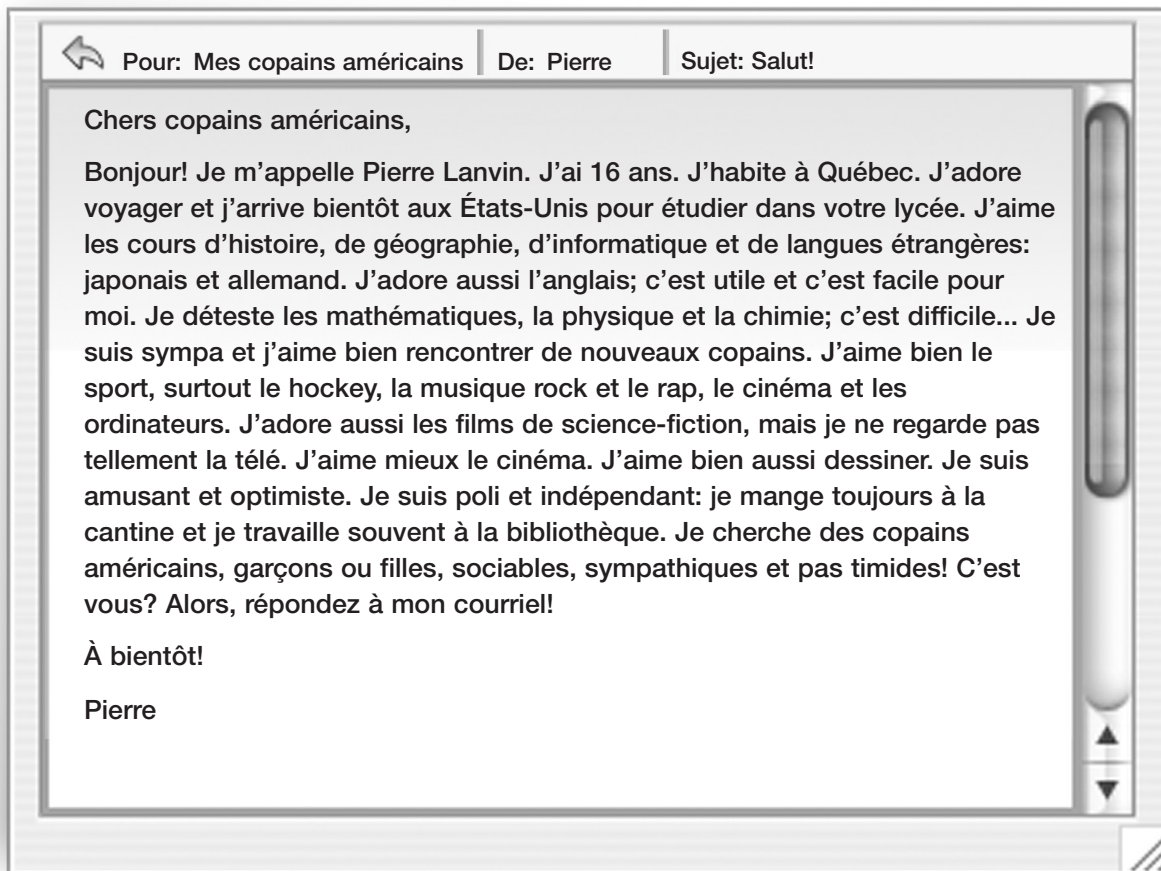 Pour: Mes copains américains De: Pierre Sujet: Salut!
Chers copains américains,
Bonjour! Je m'appelle Pierre Lanvin. J'ai 16 ans. J'habite à Québec. J'adore
voyager et j'arrive bientôt aux États-Unis pour étudier dans votre lycée. J'aime
les cours d'histoire, de géographie, d'informatique et de langues étrangères:
japonais et allemand. J'adore aussi l'anglais; c'est utile et c'est facile pour
moi. Je déteste les mathématiques, la physique et la chimie; c'est difficile... Je
suis sympa et j'aime bien rencontrer de nouveaux copains. J'aime bien le
sport, surtout le hockey, la musique rock et le rap, le cinéma et les
ordinateurs. J'adore aussi les films de science-fiction, mais je ne regarde pas
tellement la télé. J'aime mieux le cinéma. J'aime bien aussi dessiner. Je suis
amusant et optimiste. Je suis poli et indépendant: je mange toujours à la
cantine et je travaille souvent à la bibliothèque. Je cherche des copains
américains, garçons ou filles, sociables, sympathiques et pas timides! C'est
vous? Alors, répondez à mon courriel!
À bientôt!
Pierre